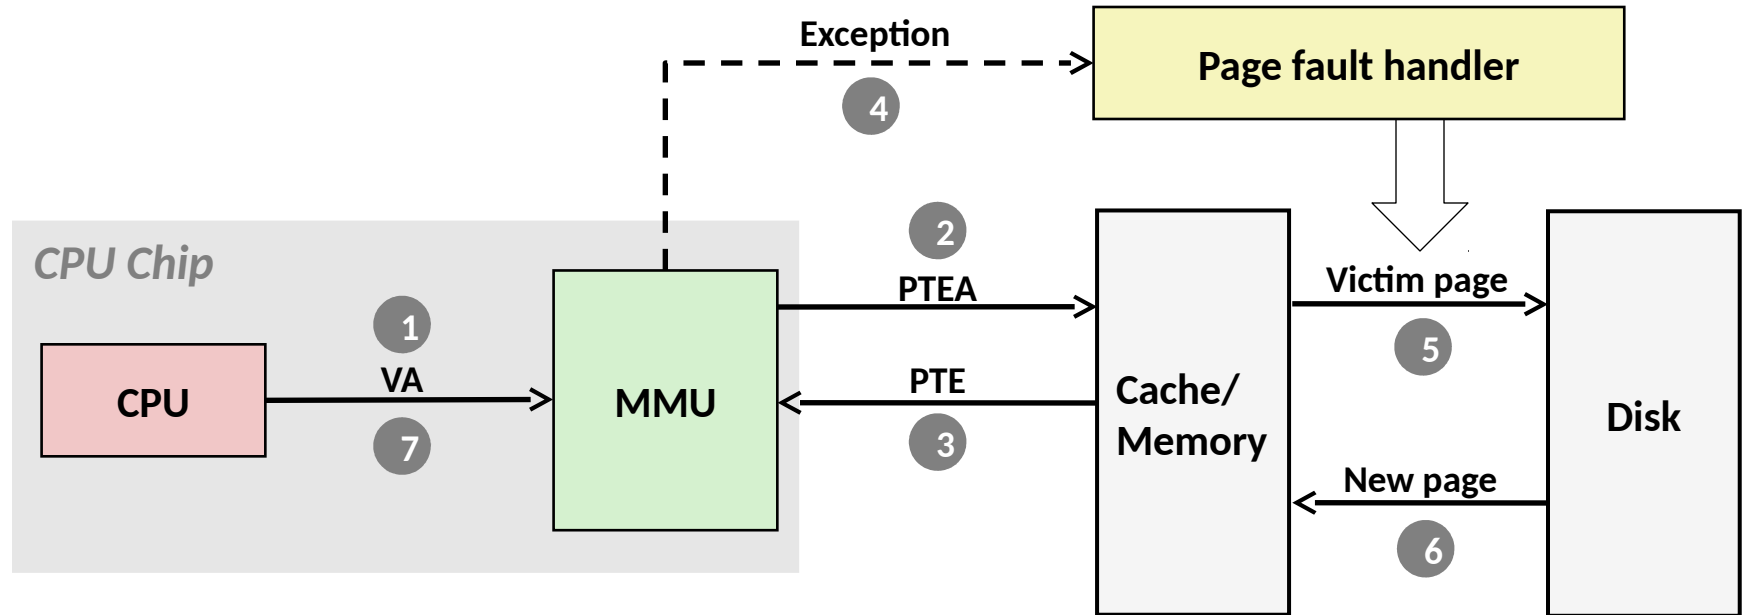 Exception
Page fault handler
4
2
CPU Chip
PTEA
Victim page
1
5
VA
PTE
CPU
MMU
Cache/
Memory
Disk
7
3
New page
6